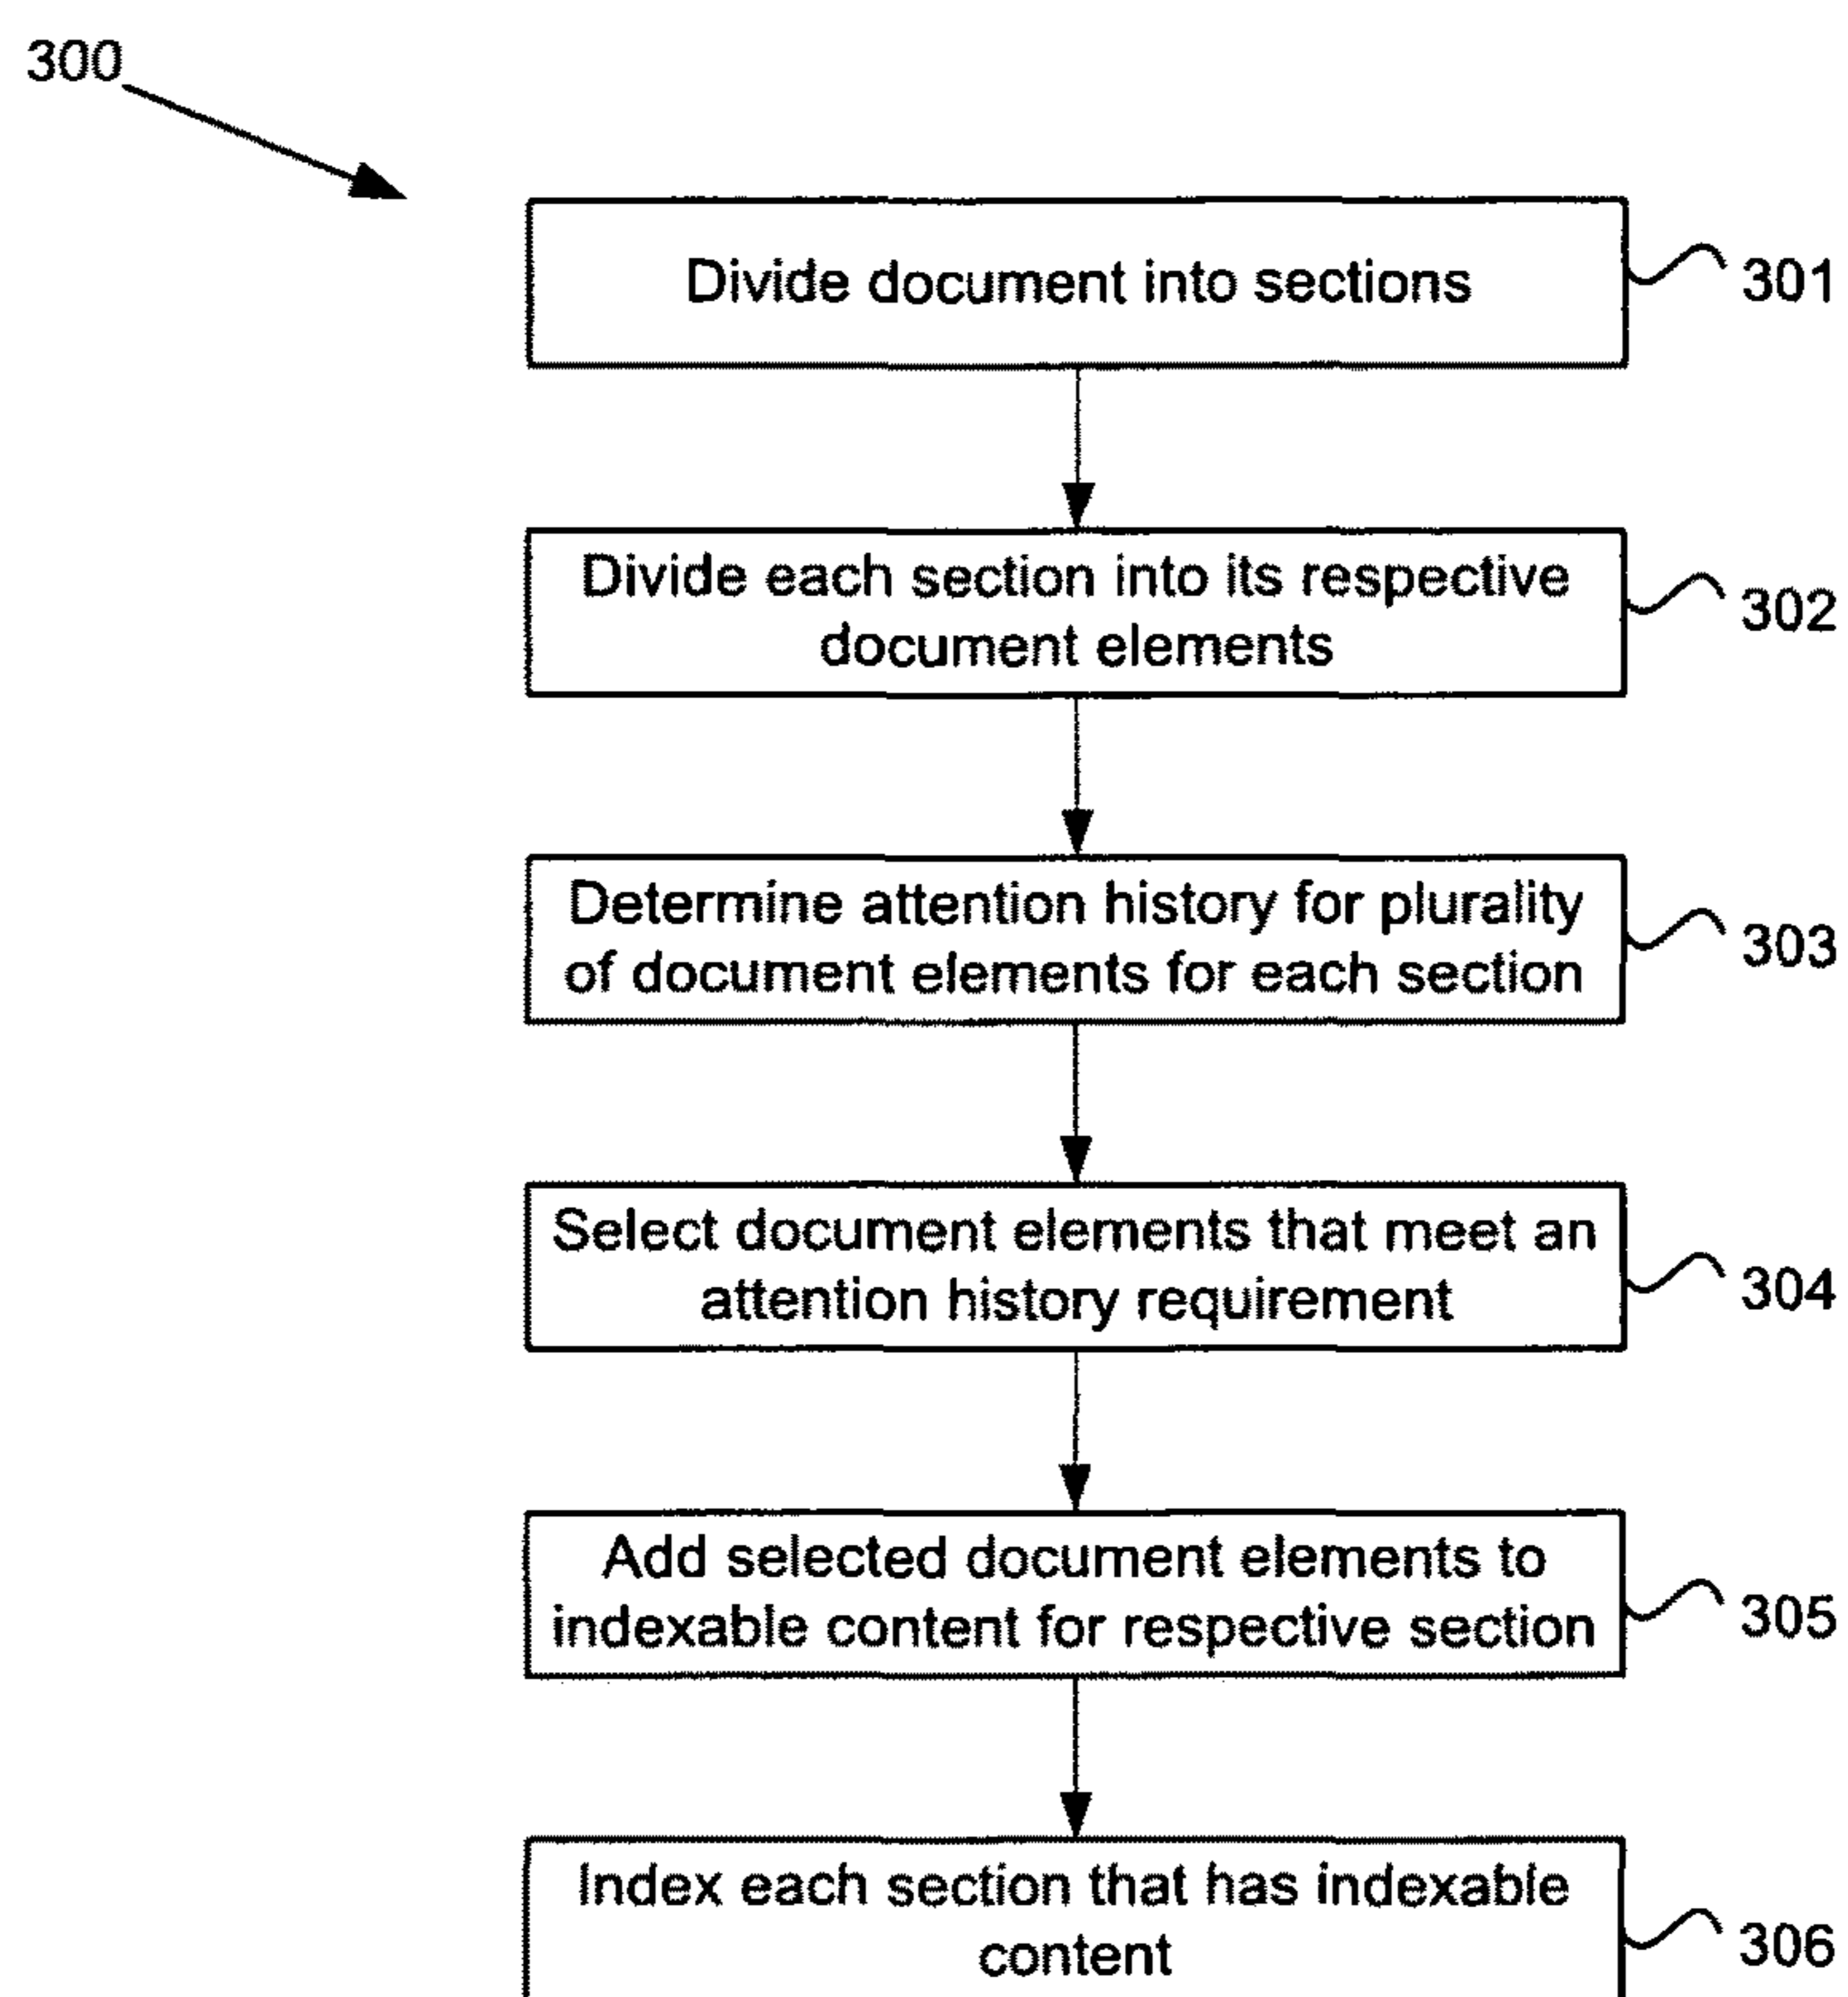 300
Divide document into sections
301
Divide each section into its respective
document elements
302
Determine attention history for plurality
of document elements for each section
303
Select document elements that meet an
attention history requirement
304
Add selected document elements to
indexable content for respective section
305
Index each section that has indexable
content
306